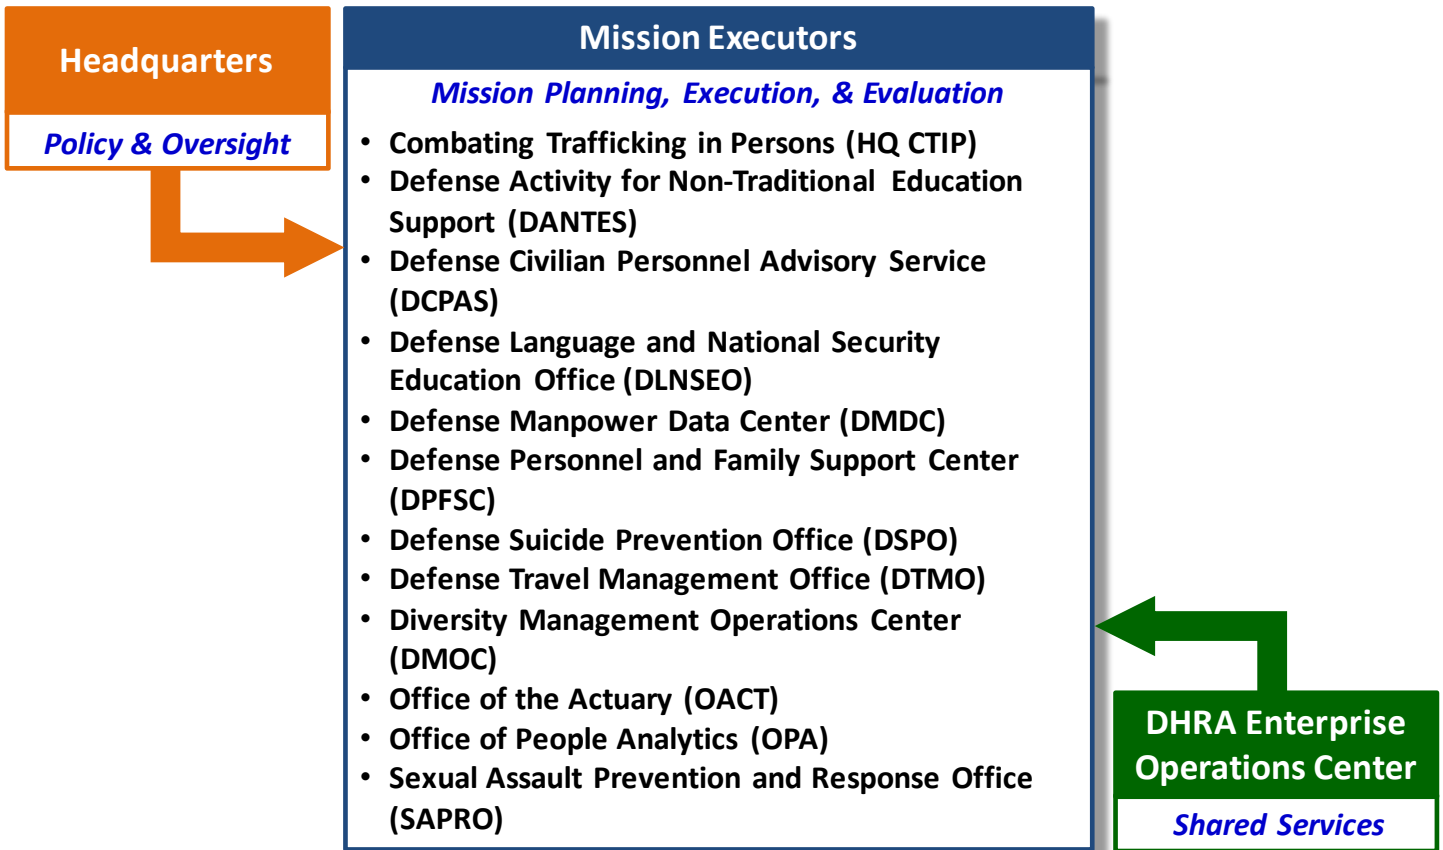 Headquarters
Policy & Oversight
Mission Executors
Mission Planning, Execution, & Evaluation
• Combating Trafficking in Persons (HQ CTIP)
• Defense Activity for Non-Traditional Education
Support (DANTES)
• Defense Civilian Personnel Advisory Service
(DCPAS)
• Defense Language and National Security
Education Office (DLNSEO)
• Defense Manpower Data Center (DMDC)
• Defense Personnel and Family Support Center
(DPFSC)
• Defense Suicide Prevention Office (DSPO)
• Defense Travel Management Office (DTMO)
• Diversity Management Operations Center
(DMOC)
• Office of the Actuary (OACT)
• Office of People Analytics (OPA)
• Sexual Assault Prevention and Response Office
(SAPRO)
DHRA Enterprise
Operations Center
Shared Services